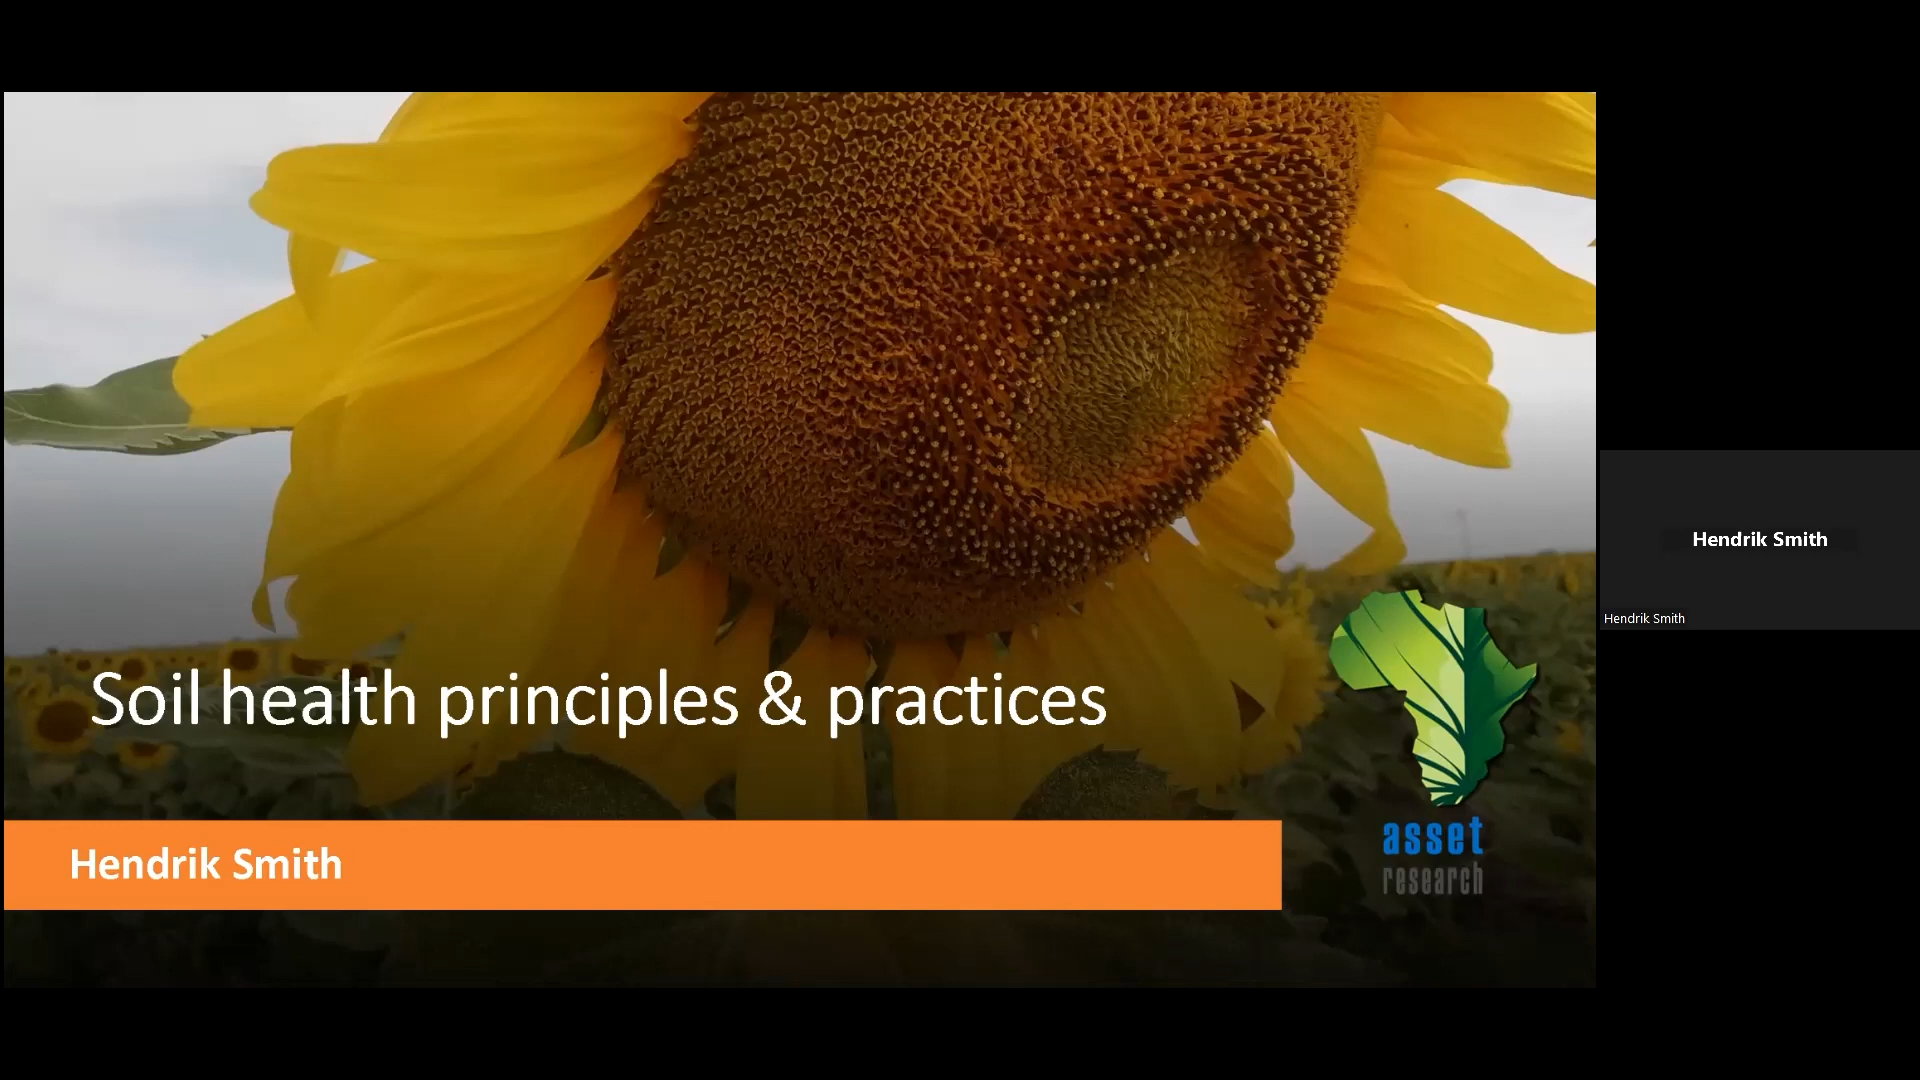 Soil health principles & practices
Hendrik Smith
asset
research
Hendrik Smith
Hendrik Smith